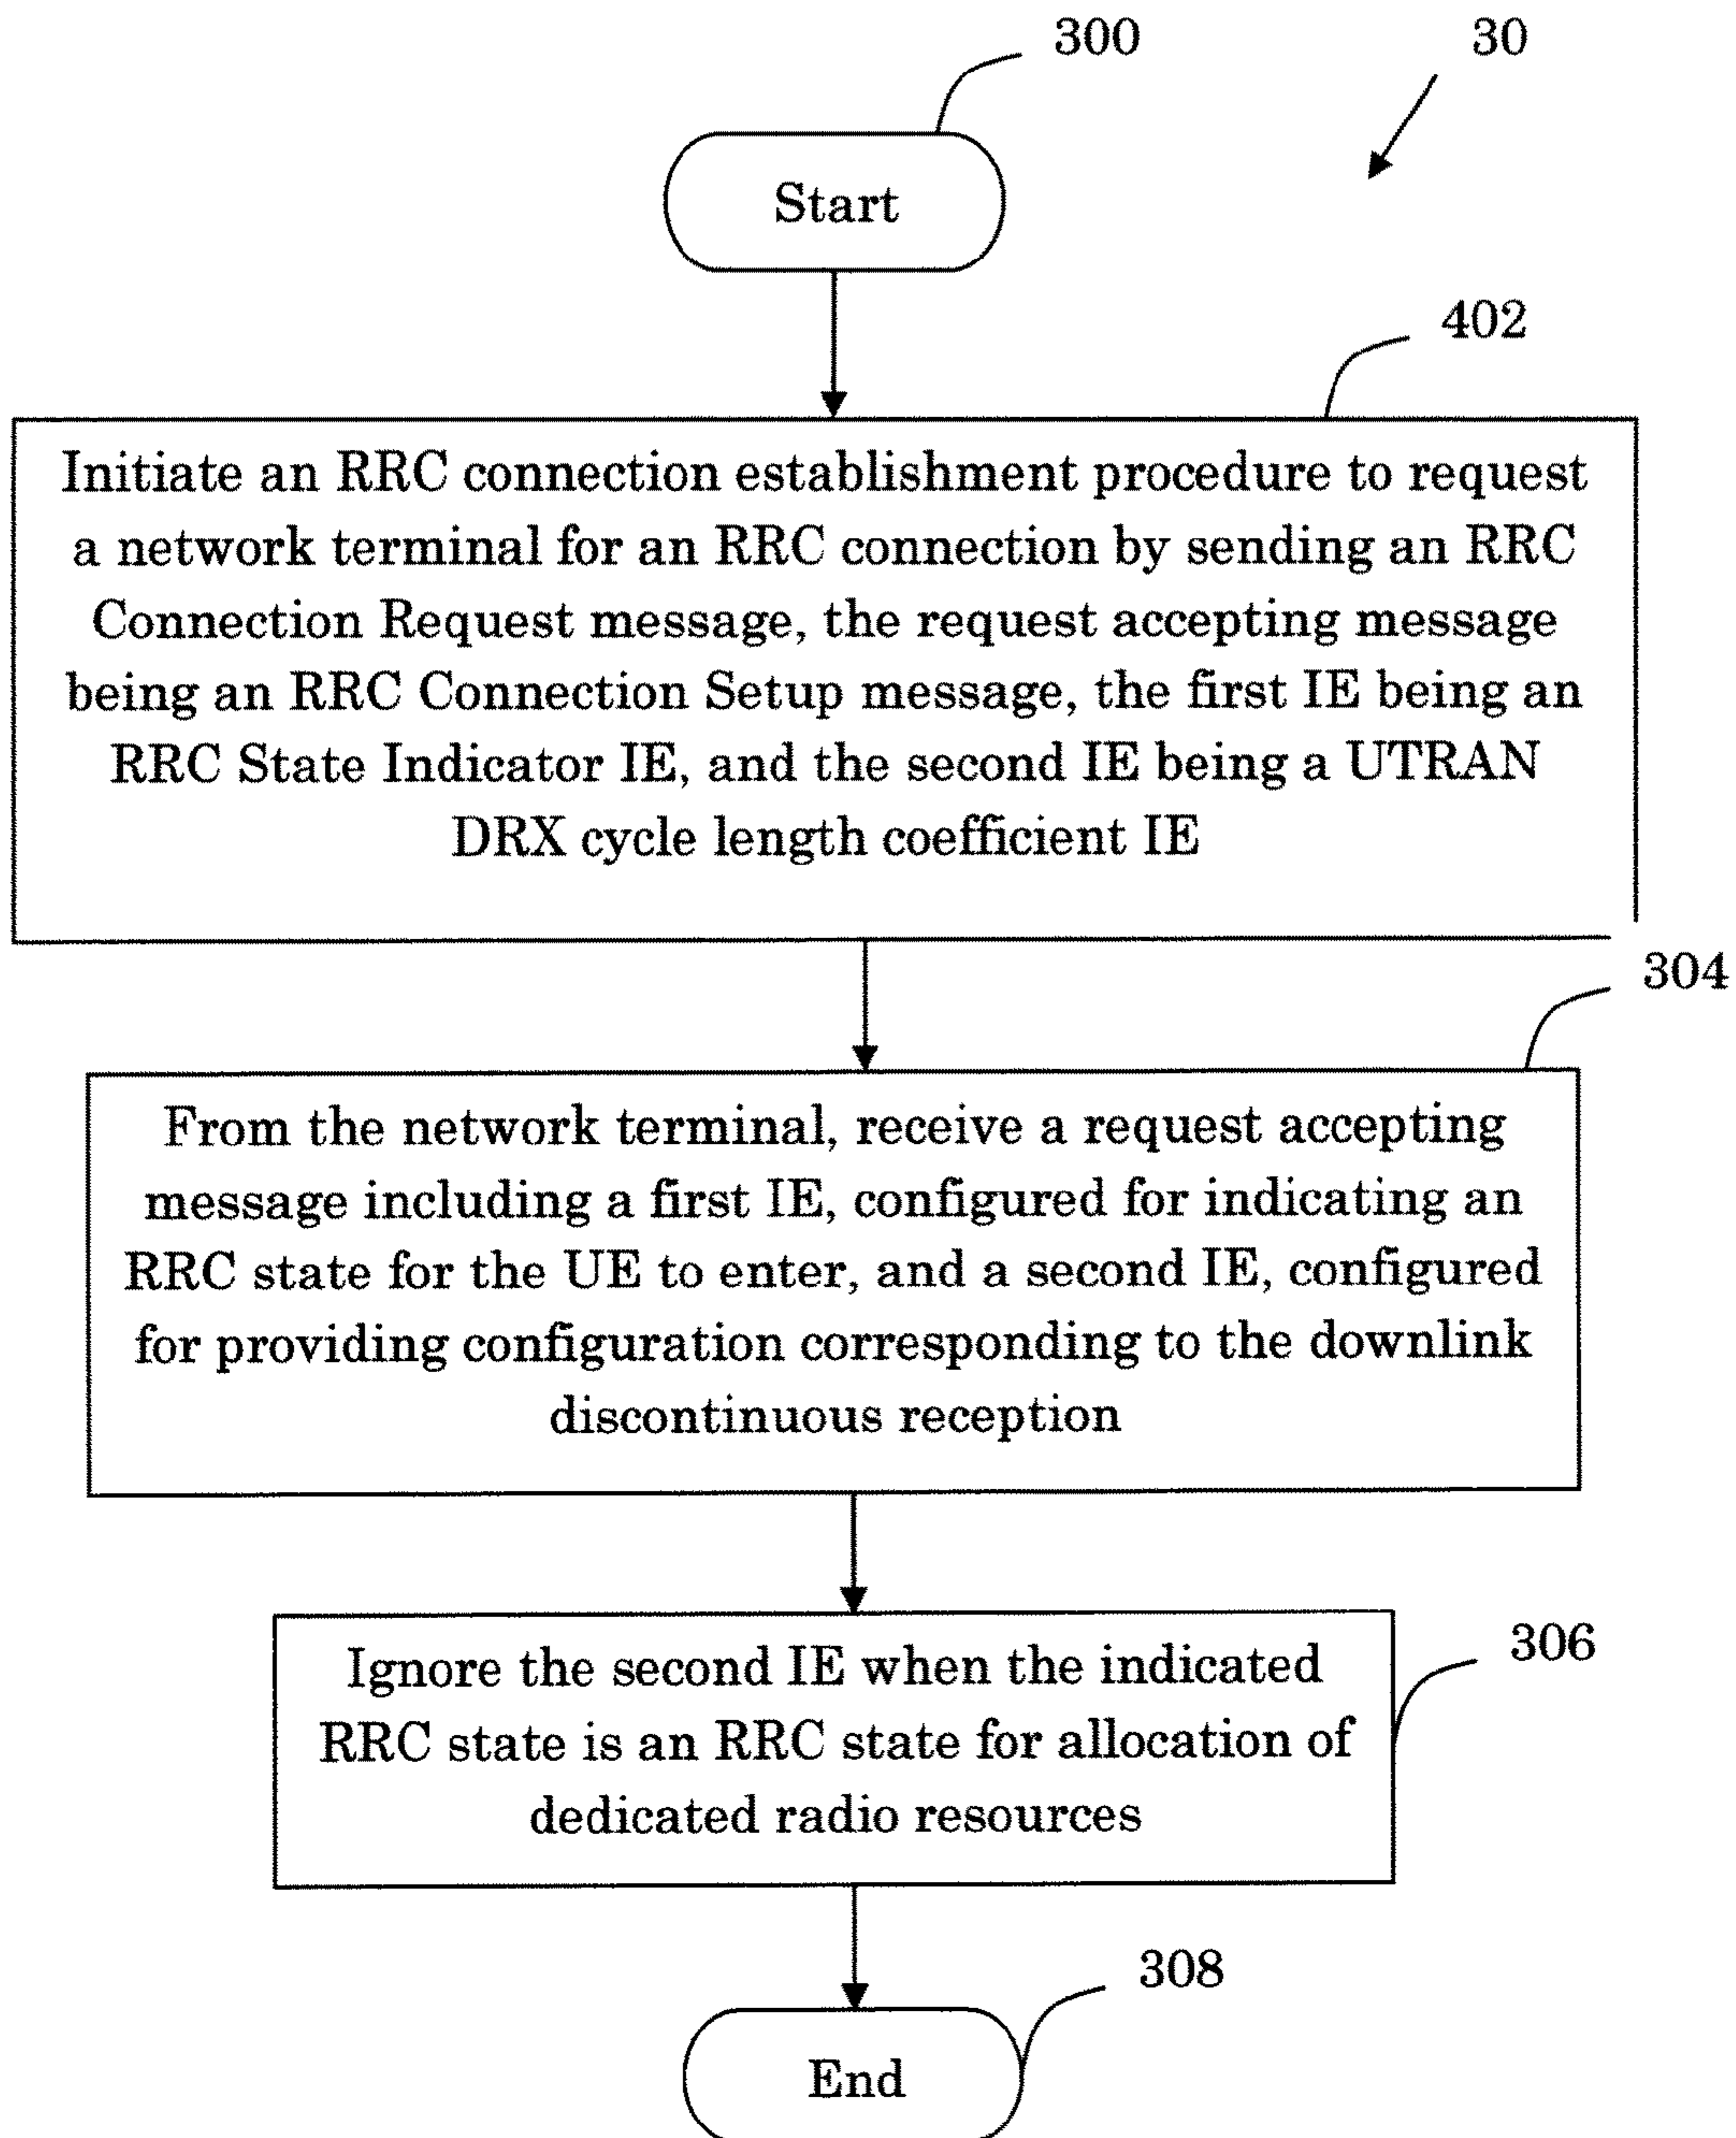 300
30
Start
402
Initiate an RRC connection establishment procedure to request
a network terminal for an RRC connection by sending an RRC
Connection Request message, the request accepting message
being an RRC Connection Setup message, the first IE being an
RRC State Indicator IE, and the second IE being a UTRAN
DRX cycle length coefficient IE
304
From the network terminal, receive a request accepting
message including a first IE, configured for indicating an
RRC state for the UE to enter, and a second IE, configured
for providing configuration corresponding to the downlink
discontinuous reception
306
Ignore the second IE when the indicated
RRC state is an RRC state for allocation of
dedicated radio resources
308
End